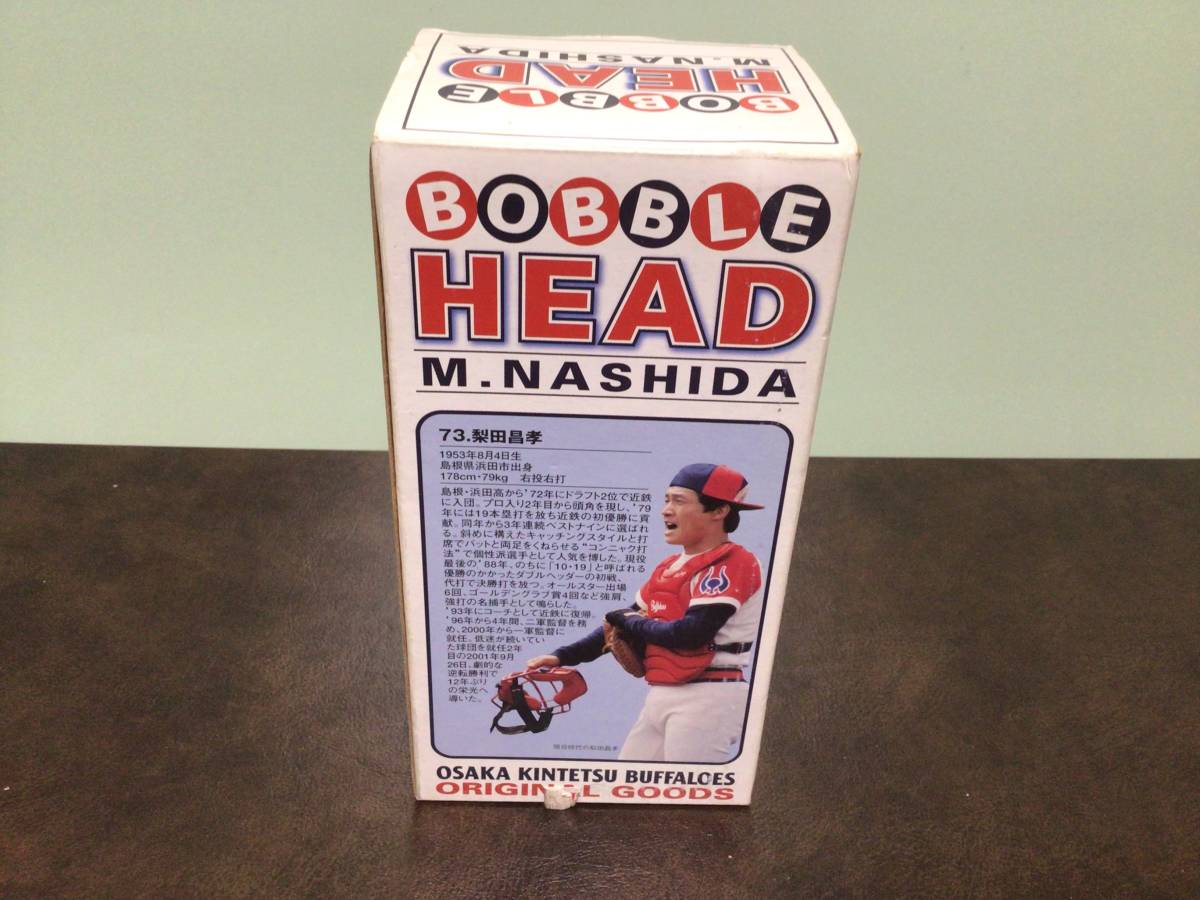 M.NASHIDA
HEAD
BOBBLE
BOBBLE
HEAD
M.NASHIDA
73.梨田昌孝
1953年8月4日生
島根県浜田市出身
178cm・79kg 右投右打
島根・浜田高から'72年にドラフト2位で近鉄
に入団。プロ入り2年目から頭角を現し、'79
年には19本塁打を放ち近鉄の初優勝に貢
献。同年から3年連続ベストナインに選ばれ
る。斜めに構えたキャッチングスタイルと打
席でバットと両足をくねらせる“コンニャク打
法”で個性派選手として人気を博した。現役
最後の'88年、のちに「10・19」と呼ばれる
優勝のかかったダブルヘッダーの初戦、
代打で決勝打を放つ。オールスター出場
6回、ゴールデングラブ賞4回など強肩、
強打の名捕手として鳴らした。
'93年にコーチとして近鉄に復帰。
'96年から4年間、二軍監督を務
め、2000年から一軍監督に
就任。低迷が続いてい
た球団を就任2年
目の2001年9月
26日、劇的な
逆転勝利で
12年ぶり
の栄光へ
導いた。
現役時代の梨田昌孝
OSAKA KINTETSU BUFFALOES
ORIGINAL GOODS